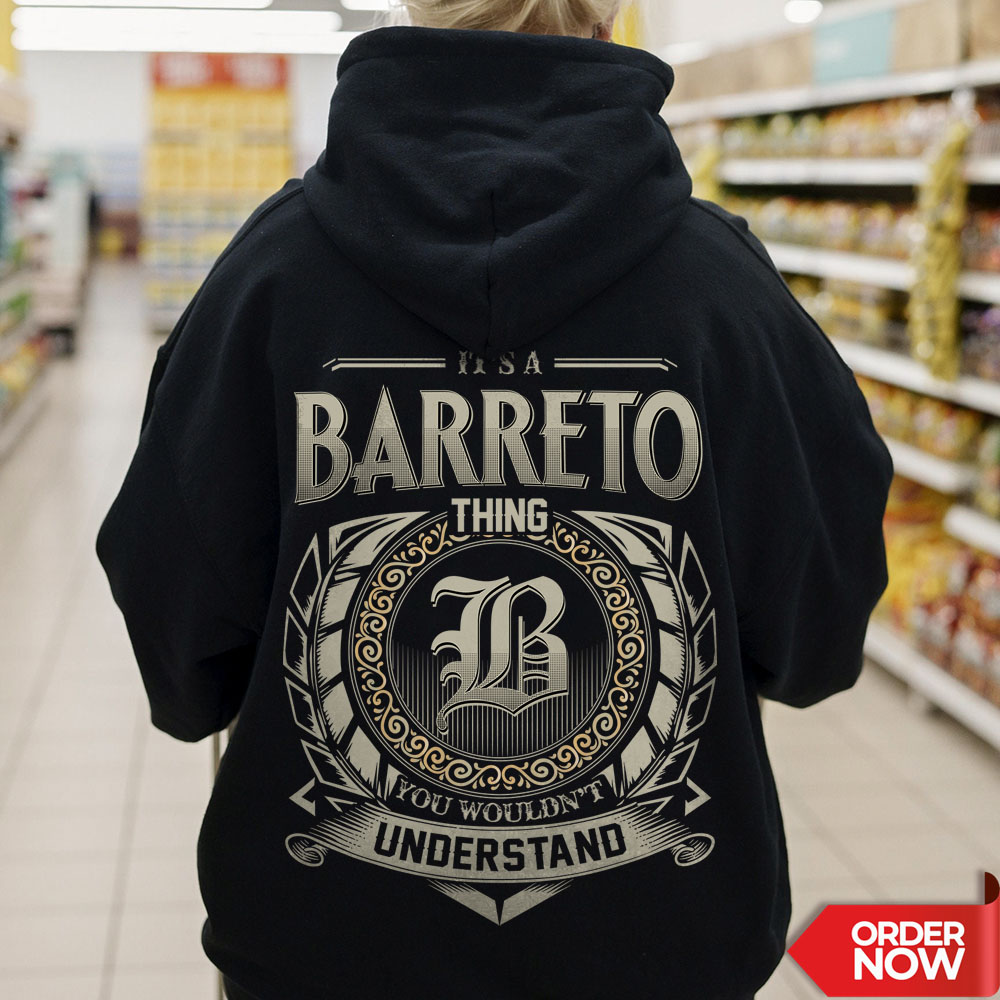 IT'S A
BARRETO
THING
B
YOU WOULDN'T
UNDERSTAND
ORDER
NOW